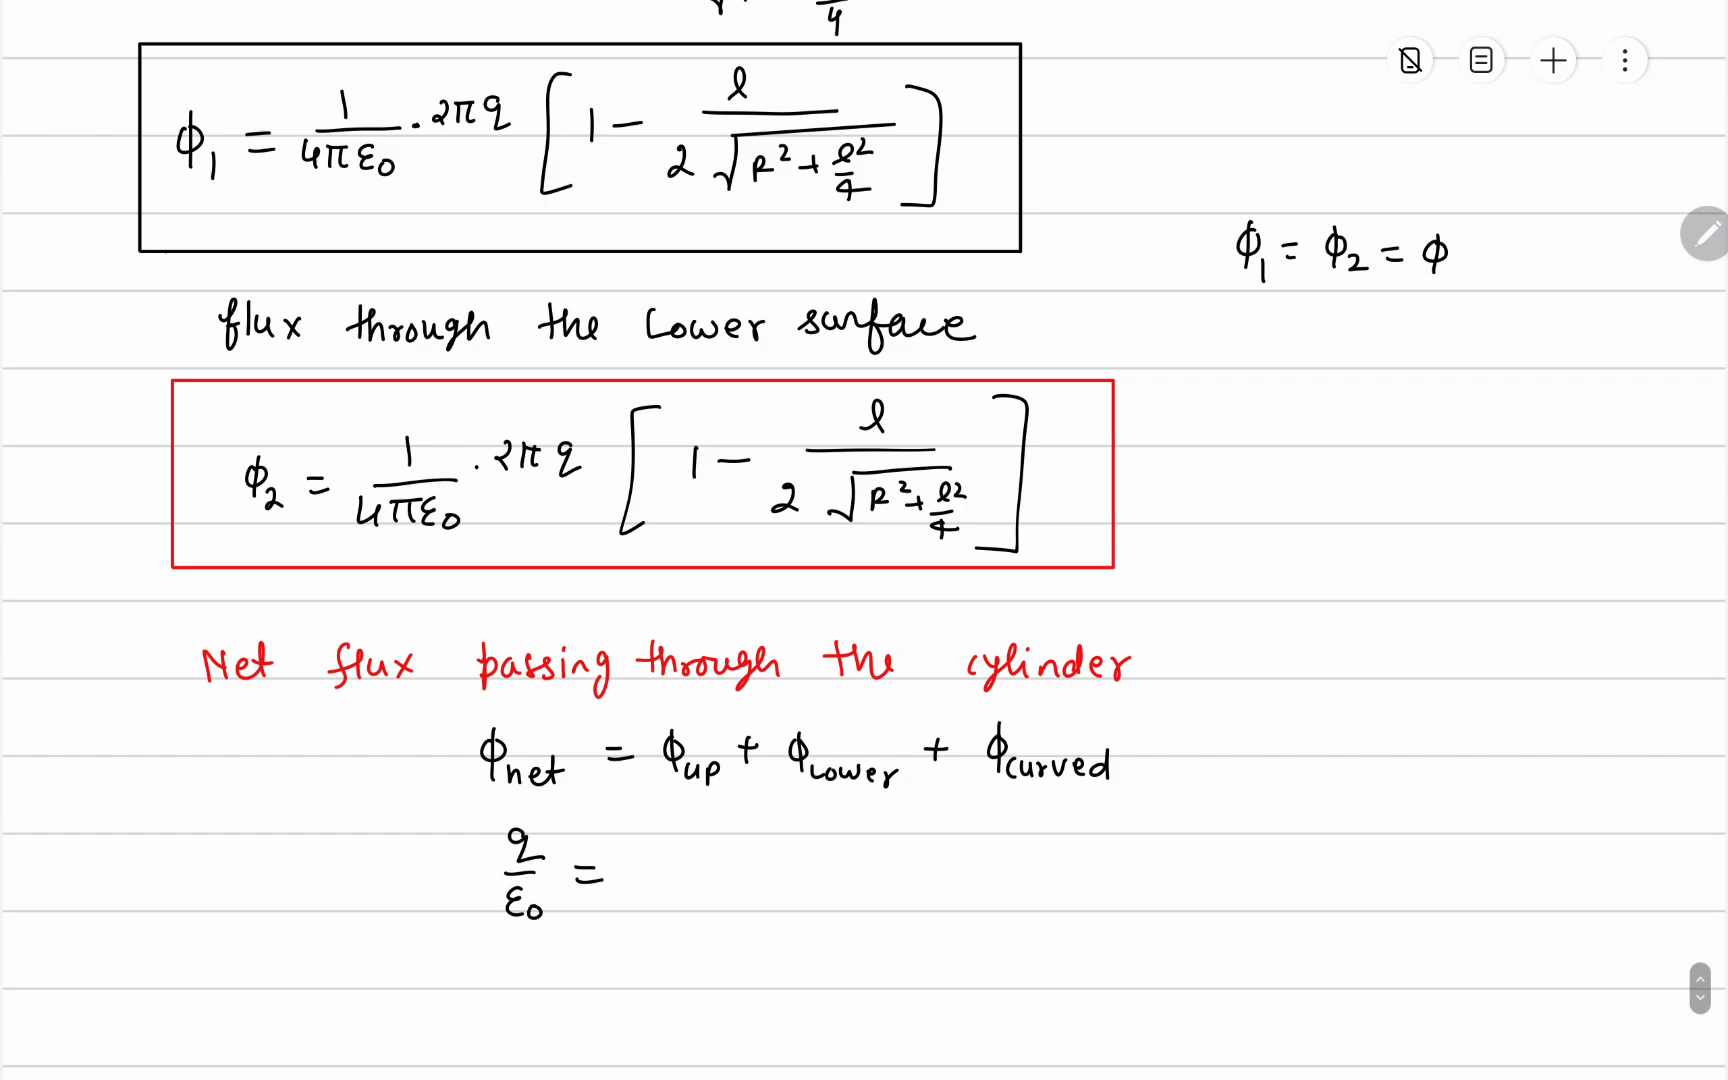 4
ϕ₁ = 1/4πε₀ . 2πq [1 − l/2√(R² + l²/4)]
ϕ₁ = ϕ₂ = ϕ
flux through the Lower surface
ϕ₂ = 1/4πε₀ . 2πq [1 − l/2√(R² + l²/4)]
Net flux passing through the cylinder
ϕnet = ϕup + ϕLower + ϕcurved
q/ε₀ =